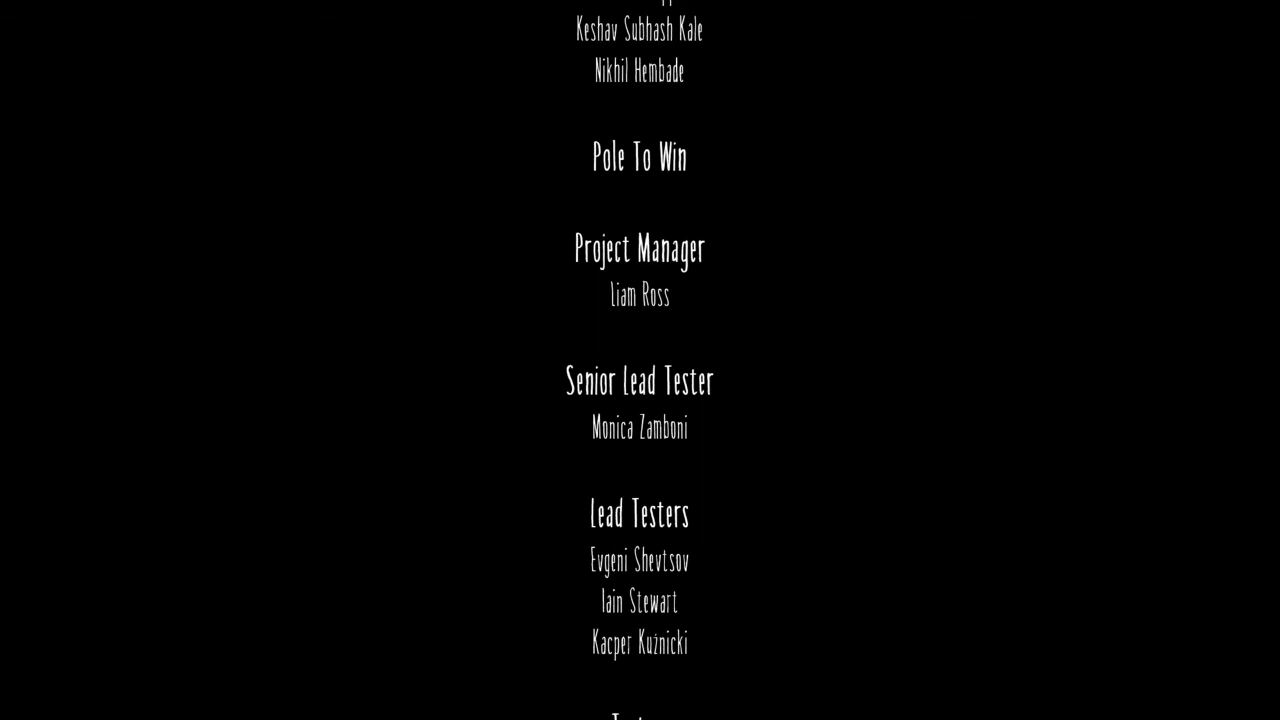 Keshav Subhash Kale
Nikhil Hembade
Pole To Win
Project Manager
Liam Ross
Senior Lead Tester
Monica Zamboni
Lead Testers
Evgeni Shevtsov
Iain Stewart
Kacper Kuźnicki